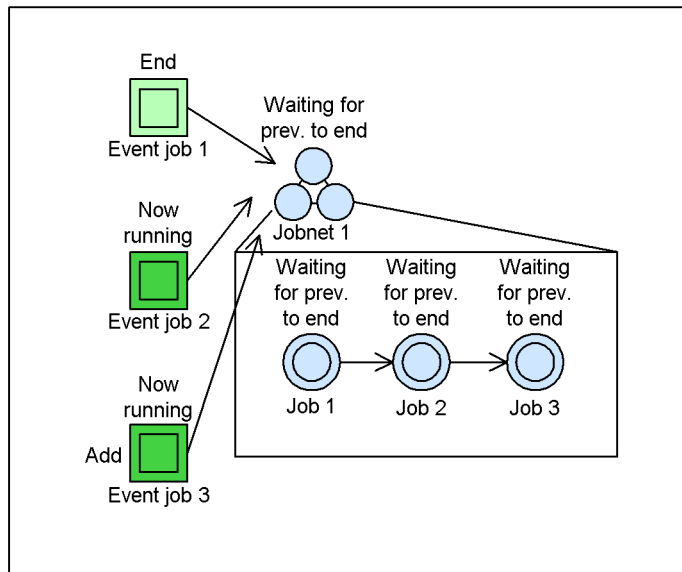 End
Event job 1
Waiting for
prev. to end
Jobnet 1
Now
running
Event job 2
Waiting
for prev.
to end
Job 1
Waiting
for prev.
to end
Job 2
Waiting
for prev.
to end
Job 3
Now
running
Add
Event job 3